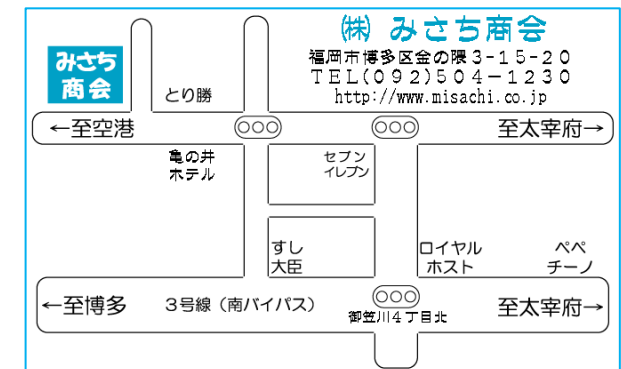 ㈱ みさち商会
福岡市博多区金の隈3-15-20
TEL(092)504－1230
http://www.misachi.co.jp
みさち
商会
とり勝
←至空港
至太宰府→
亀の井
ホテル
セブン
イレブン
すし
大臣
ロイヤル
ホスト
ペペ
チーノ
←至博多
3号線（南バイパス）
御笠川4丁目北
至太宰府→